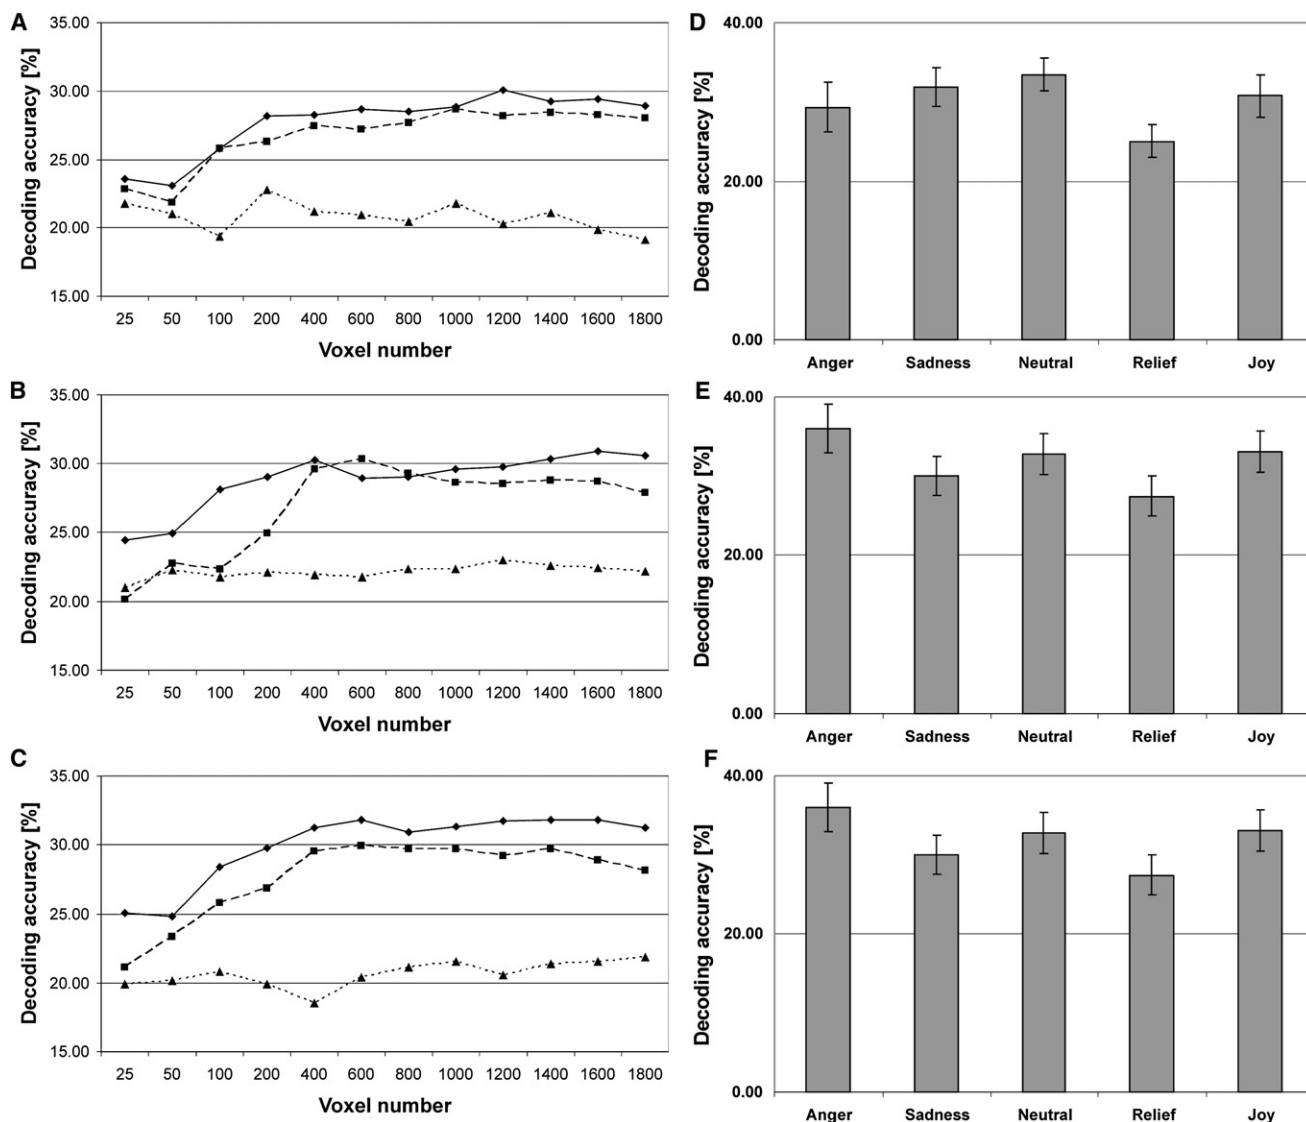 A
Decoding accuracy [%]
35.00
30.00
25.00
20.00
15.00
25 50 100 200 400 600 800 1000 1200 1400 1600 1800
Voxel number
B
Decoding accuracy [%]
35.00
30.00
25.00
20.00
15.00
25 50 100 200 400 600 800 1000 1200 1400 1600 1800
Voxel number
C
Decoding accuracy [%]
35.00
30.00
25.00
20.00
15.00
25 50 100 200 400 600 800 1000 1200 1400 1600 1800
Voxel number
D
Decoding accuracy [%]
40.00
20.00
0.00
Anger Sadness Neutral Relief Joy
E
Decoding accuracy [%]
40.00
20.00
0.00
Anger Sadness Neutral Relief Joy
F
Decoding accuracy [%]
40.00
20.00
0.00
Anger Sadness Neutral Relief Joy